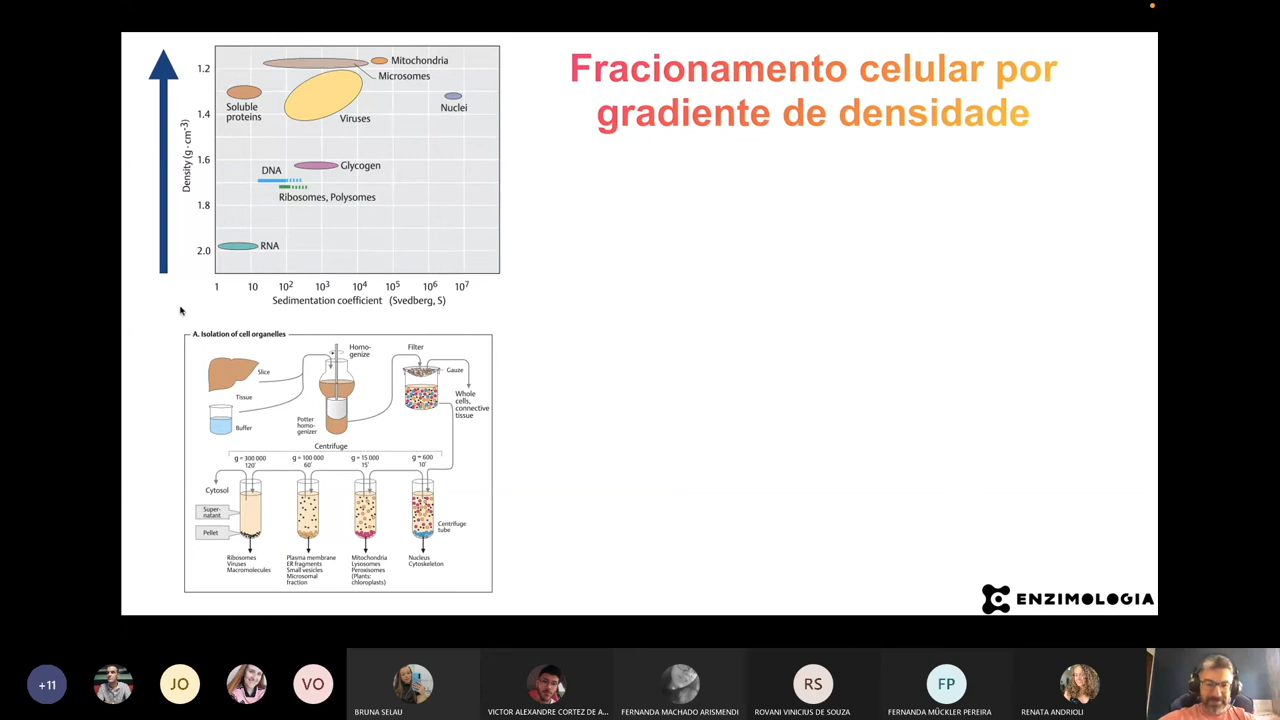 Fracionamento celular por
gradiente de densidade
Density (g · cm-3)
1.2
1.4
1.6
1.8
2.0
Mitochondria
Microsomes
Soluble
proteins
Nuclei
Viruses
DNA
Glycogen
Ribosomes, Polysomes
RNA
1 10 10² 10³ 10⁴ 10⁵ 10⁶ 10⁷
Sedimentation coefficient (Svedberg, S)
A. Isolation of cell organelles
Slice
Tissue
Buffer
Homo-
genize
Potter
homo-
genizer
Filter
Gauze
Whole
cells,
connective
tissue
Centrifuge
g = 300 000
120'
g = 100 000
60'
g = 15 000
15'
g = 600
10'
Cytosol
Super-
natant
Pellet
Centrifuge
tube
Ribosomes
Viruses
Macromolecules
Plasma membrane
ER fragments
Small vesicles
Microsomal
fraction
Mitochondria
Lysosomes
Peroxisomes
(Plants:
chloroplasts)
Nucleus
Cytoskeleton
ENZIMOLOGIA
+11
JO
VO
BRUNA SELAU
VICTOR ALEXANDRE CORTEZ DE A...
FERNANDA MACHADO ARISMENDI
RS
ROVANI VINICIUS DE SOUZA
FP
FERNANDA MÜCKLER PEREIRA
RENATA ANDRIOLI